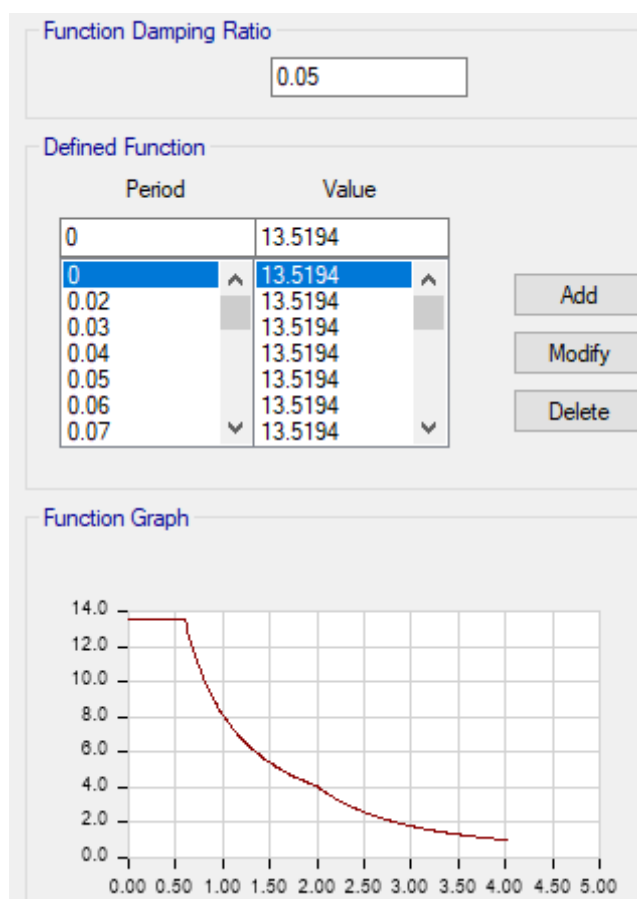 Function Damping Ratio
0.05
Defined Function
Period Value
0 13.5194
0 13.5194
0.02 13.5194
0.03 13.5194
0.04 13.5194
0.05 13.5194
0.06 13.5194
0.07 13.5194
Add
Modify
Delete
Function Graph
14.0
12.0
10.0
8.0
6.0
4.0
2.0
0.0
0.00 0.50 1.00 1.50 2.00 2.50 3.00 3.50 4.00 4.50 5.00